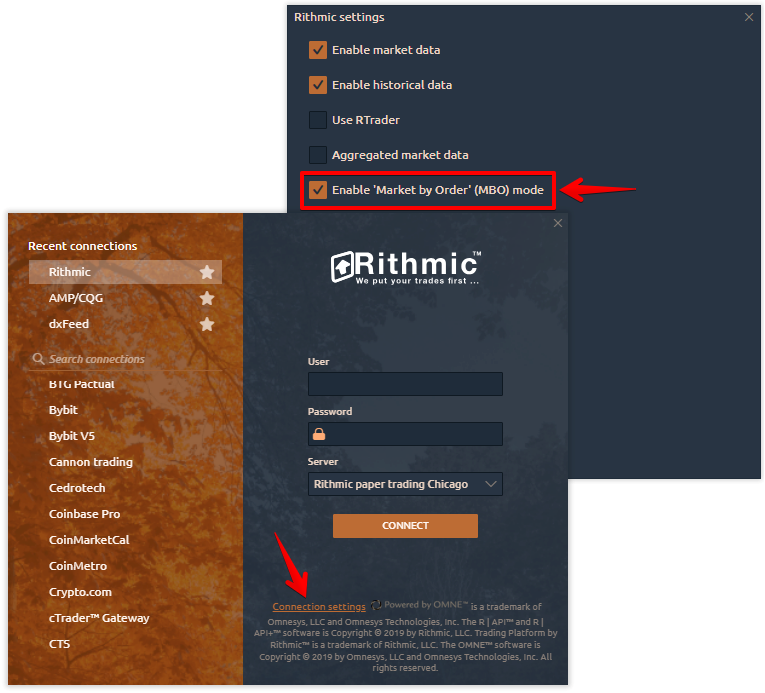 Rithmic settings
Enable market data
Enable historical data
Use RTrader
Aggregated market data
Enable 'Market by Order' (MBO) mode
Recent connections
Rithmic
AMP/CQG
dxFeed
Search connections
BTG Pactual
Bybit
Bybit V5
Cannon trading
Cedrotech
Coinbase Pro
CoinMarketCal
CoinMetro
Crypto.com
cTrader™ Gateway
CTS
Rithmic™
We put your trades first ...
User
Password
Server
Rithmic paper trading Chicago
CONNECT
Connection settings Powered by OMNE™ is a trademark of
Omnesys, LLC and Omnesys Technologies, Inc. The R | API™ and R |
API+™ software is Copyright © 2019 by Rithmic, LLC. Trading Platform by
Rithmic™ is a trademark of Rithmic, LLC. The OMNE™ software is
Copyright © 2019 by Omnesys, LLC and Omnesys Technologies, Inc. All
rights reserved.